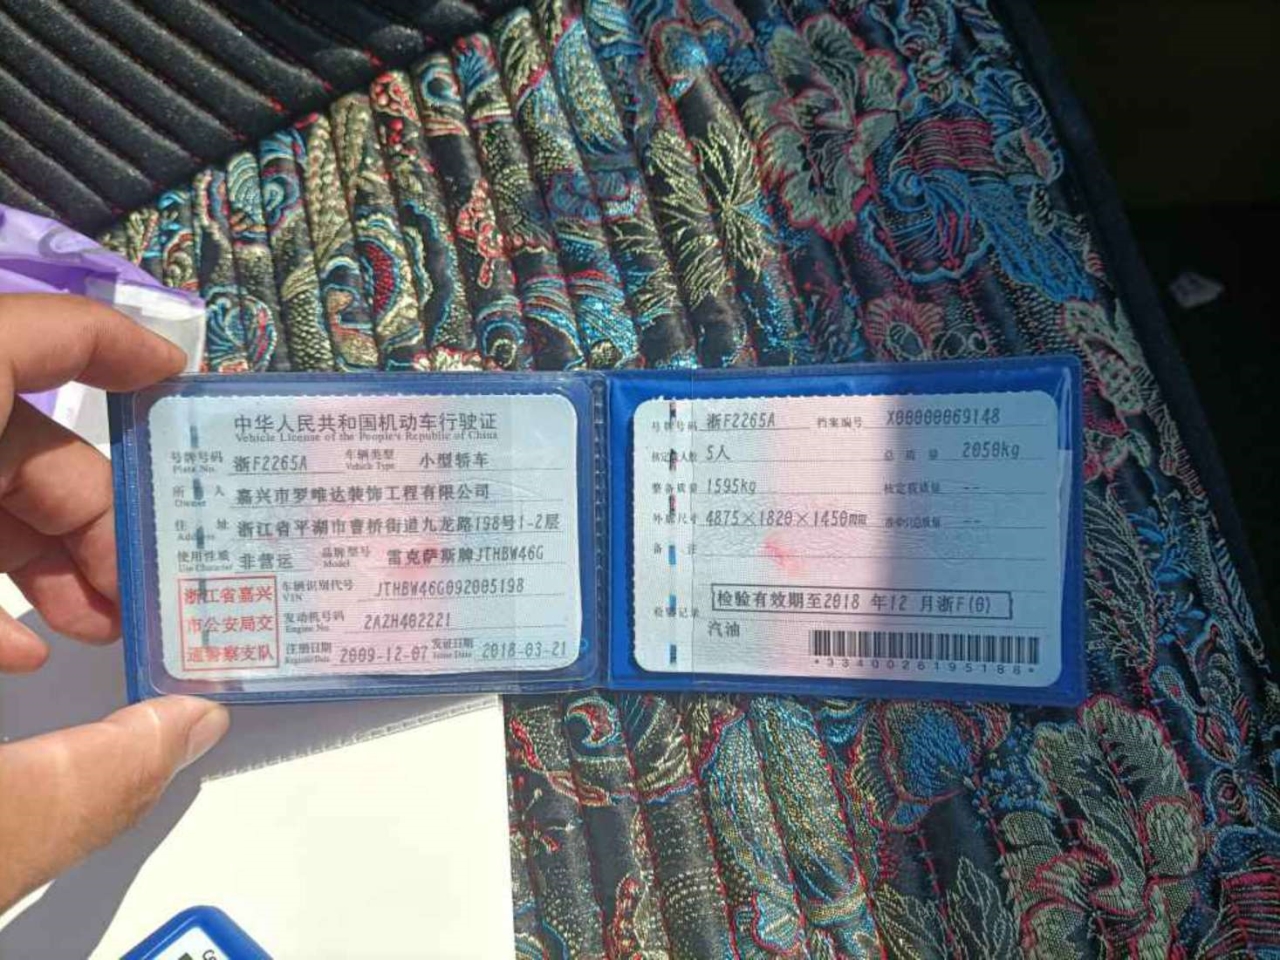 中华人民共和国机动车行驶证
Vehicle License of the People's Republic of China
号牌号码 浙F2265A 车辆类型 小型轿车
Plate No. Vehicle Type
所有人 嘉兴市罗唯达装饰工程有限公司
Owner
住址 浙江省平湖市曹桥街道九龙路198号1-2层
Address
使用性质 非营运 品牌型号 雷克萨斯牌JTHBW46G
Use Character Model
浙江省嘉兴
市公安局交
通警察支队
车辆识别代号 JTHBW46G092005198
VIN
发动机号码 2AZH402221
Engine No.
注册日期 2009-12-07 发证日期 2018-03-21
Register Date Issue Date
号牌号码 浙F2265A 档案编号 X00000069148
核定载人数 5人 总质量 2050kg
整备质量 1595kg 核定载质量 --
外廓尺寸 4875×1820×1450mm 准牵引总质量 --
备注
检验记录
检验有效期至2018 年12 月浙F(0)
汽油
*3340026195188*